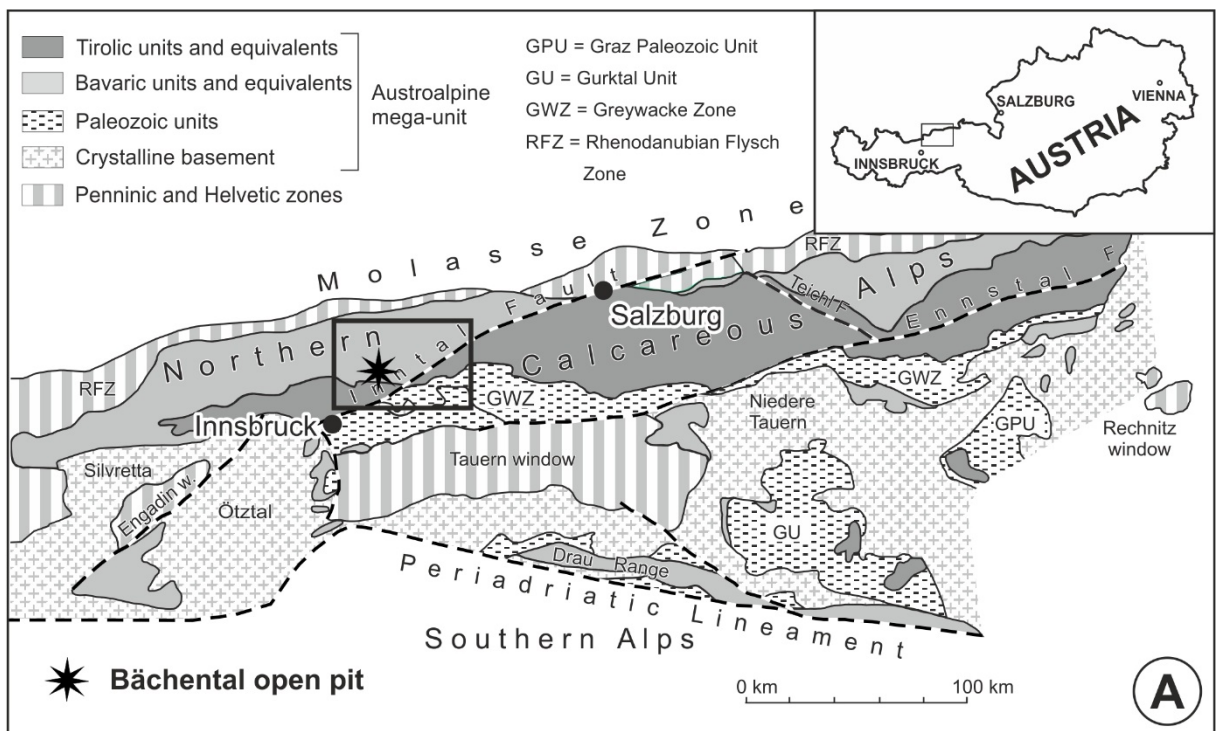 Tirolic units and equivalents
Bavaric units and equivalents
Paleozoic units
Crystalline basement
Penninic and Helvetic zones
Austroalpine
mega-unit
GPU = Graz Paleozoic Unit
GU = Gurktal Unit
GWZ = Greywacke Zone
RFZ = Rhenodanubian Flysch
Zone
SALZBURG
VIENNA
INNSBRUCK
AUSTRIA
Molasse Zone
RFZ
RFZ
Northern Calcareous Alps
Inntal Fault
Teichl F
Ennstal F
Salzburg
Innsbruck
GWZ
GWZ
Niedere
Tauern
GPU
Rechnitz
window
Silvretta
Engadin w.
Ötztal
Tauern window
GU
Drau Range
Periadriatic Lineament
Southern Alps
Bächental open pit
0 km
100 km
A